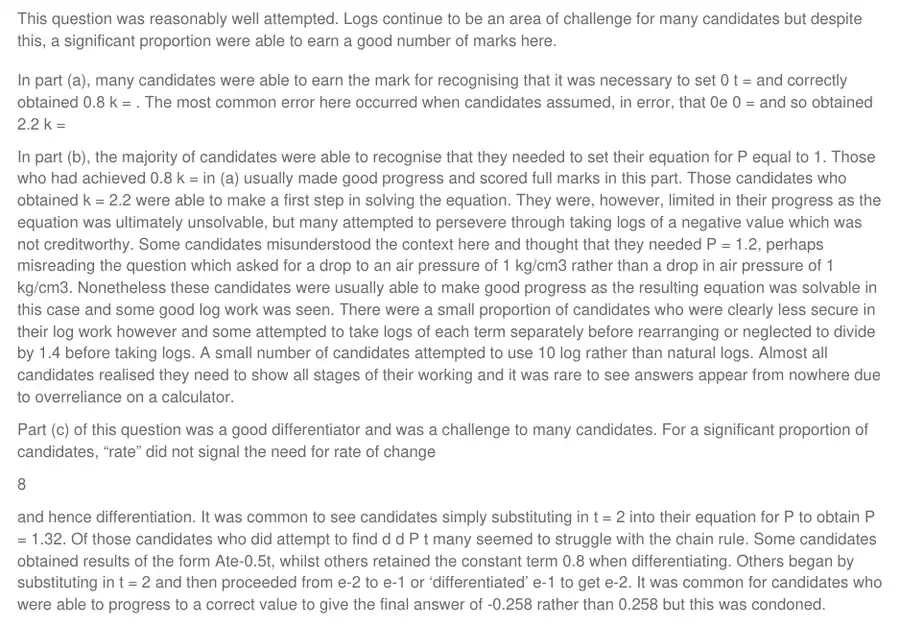 This question was reasonably well attempted. Logs continue to be an area of challenge for many candidates but despite
this, a significant proportion were able to earn a good number of marks here.
In part (a), many candidates were able to earn the mark for recognising that it was necessary to set 0 t = and correctly
obtained 0.8 k = . The most common error here occurred when candidates assumed, in error, that 0e 0 = and so obtained
2.2 k =
In part (b), the majority of candidates were able to recognise that they needed to set their equation for P equal to 1. Those
who had achieved 0.8 k = in (a) usually made good progress and scored full marks in this part. Those candidates who
obtained k = 2.2 were able to make a first step in solving the equation. They were, however, limited in their progress as the
equation was ultimately unsolvable, but many attempted to persevere through taking logs of a negative value which was
not creditworthy. Some candidates misunderstood the context here and thought that they needed P = 1.2, perhaps
misreading the question which asked for a drop to an air pressure of 1 kg/cm3 rather than a drop in air pressure of 1
kg/cm3. Nonetheless these candidates were usually able to make good progress as the resulting equation was solvable in
this case and some good log work was seen. There were a small proportion of candidates who were clearly less secure in
their log work however and some attempted to take logs of each term separately before rearranging or neglected to divide
by 1.4 before taking logs. A small number of candidates attempted to use 10 log rather than natural logs. Almost all
candidates realised they need to show all stages of their working and it was rare to see answers appear from nowhere due
to overreliance on a calculator.
Part (c) of this question was a good differentiator and was a challenge to many candidates. For a significant proportion of
candidates, “rate” did not signal the need for rate of change
8
and hence differentiation. It was common to see candidates simply substituting in t = 2 into their equation for P to obtain P
= 1.32. Of those candidates who did attempt to find d d P t many seemed to struggle with the chain rule. Some candidates
obtained results of the form Ate-0.5t, whilst others retained the constant term 0.8 when differentiating. Others began by
substituting in t = 2 and then proceeded from e-2 to e-1 or ‘differentiated’ e-1 to get e-2. It was common for candidates who
were able to progress to a correct value to give the final answer of -0.258 rather than 0.258 but this was condoned.